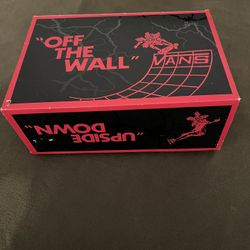 "OFF
THE
WALL"
VANS
"UPSIDE
DOWN"